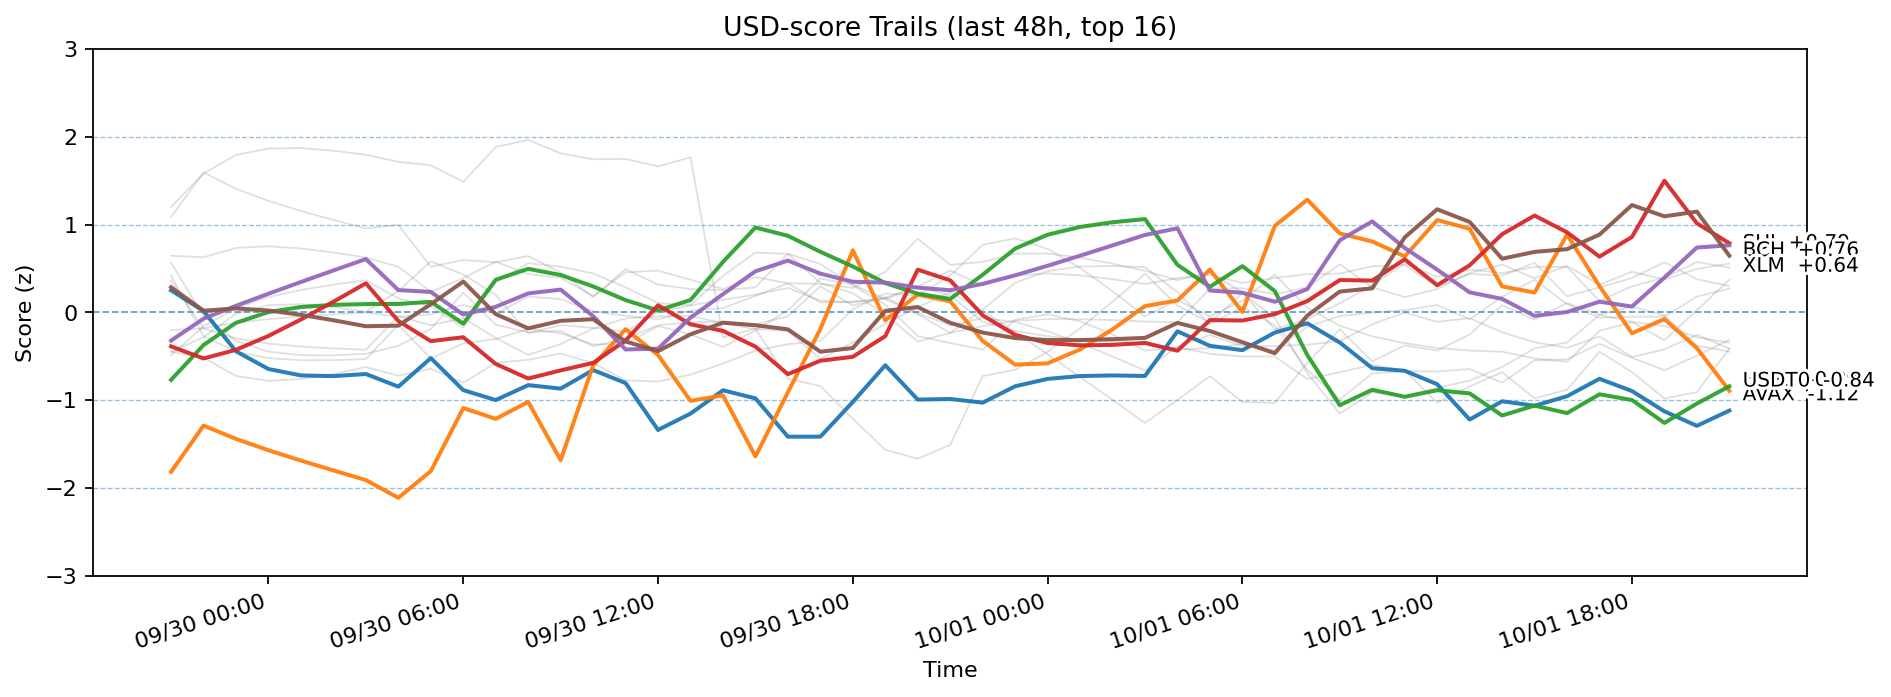 USD-score Trails (last 48h, top 16)
Score (z)
3
2
1
0
−1
−2
−3
BCH +0.76
XLM +0.64
USDT0 -0.84
AVAX -1.12
09/30 00:00
09/30 06:00
09/30 12:00
09/30 18:00
10/01 00:00
10/01 06:00
10/01 12:00
10/01 18:00
Time